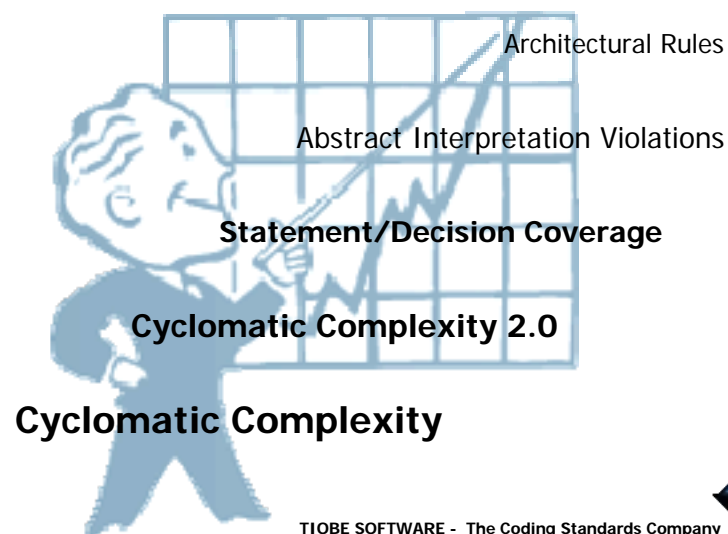 Architectural Rules
Abstract Interpretation Violations
Statement/Decision Coverage
Cyclomatic Complexity 2.0
Cyclomatic Complexity
TIOBE SOFTWARE - The Coding Standards Company